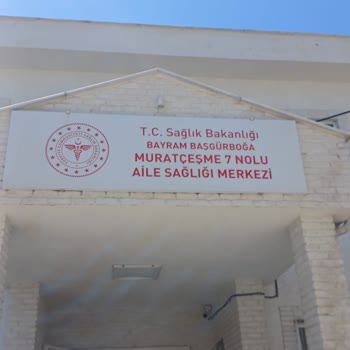 T.C. Sağlık Bakanlığı
BAYRAM BAŞGÜRBOĞA
MURATÇEŞME 7 NOLU
AİLE SAĞLIĞI MERKEZİ